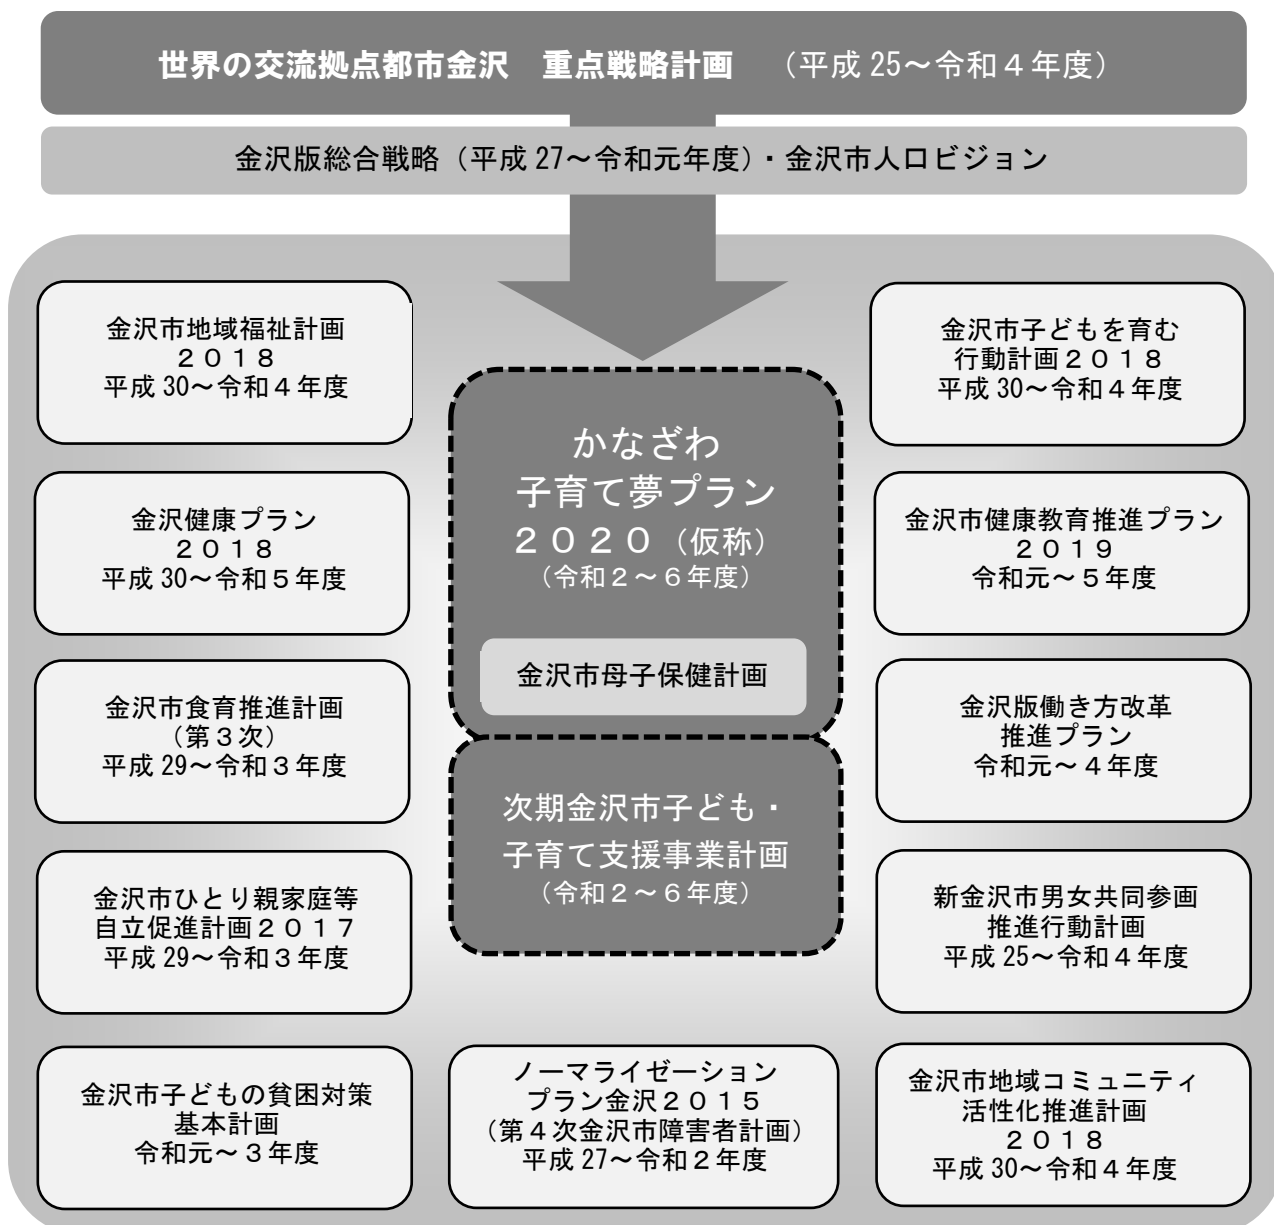 世界の交流拠点都市金沢　重点戦略計画　（平成 25～令和４年度）
金沢版総合戦略（平成 27～令和元年度）・金沢市人口ビジョン
金沢市地域福祉計画
２０１８
平成 30～令和４年度
金沢健康プラン
２０１８
平成 30～令和５年度
金沢市食育推進計画
（第３次）
平成 29～令和３年度
金沢市ひとり親家庭等
自立促進計画２０１７
平成 29～令和３年度
金沢市子どもの貧困対策
基本計画
令和元～３年度
かなざわ
子育て夢プラン
２０２０（仮称）
（令和２～６年度）
金沢市母子保健計画
次期金沢市子ども・
子育て支援事業計画
（令和２～６年度）
ノーマライゼーション
プラン金沢２０１５
（第４次金沢市障害者計画）
平成 27～令和２年度
金沢市子どもを育む
行動計画２０１８
平成 30～令和４年度
金沢市健康教育推進プラン
２０１９
令和元～５年度
金沢版働き方改革
推進プラン
令和元～４年度
新金沢市男女共同参画
推進行動計画
平成 25～令和４年度
金沢市地域コミュニティ
活性化推進計画
２０１８
平成 30～令和４年度